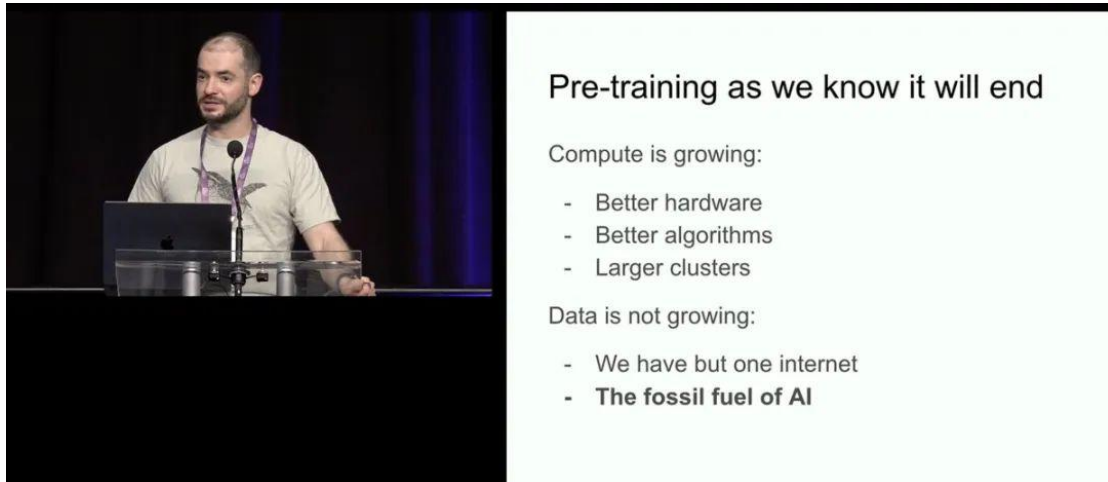 Pre-training as we know it will end
Compute is growing:
- Better hardware
- Better algorithms
- Larger clusters
Data is not growing:
- We have but one internet
- The fossil fuel of AI